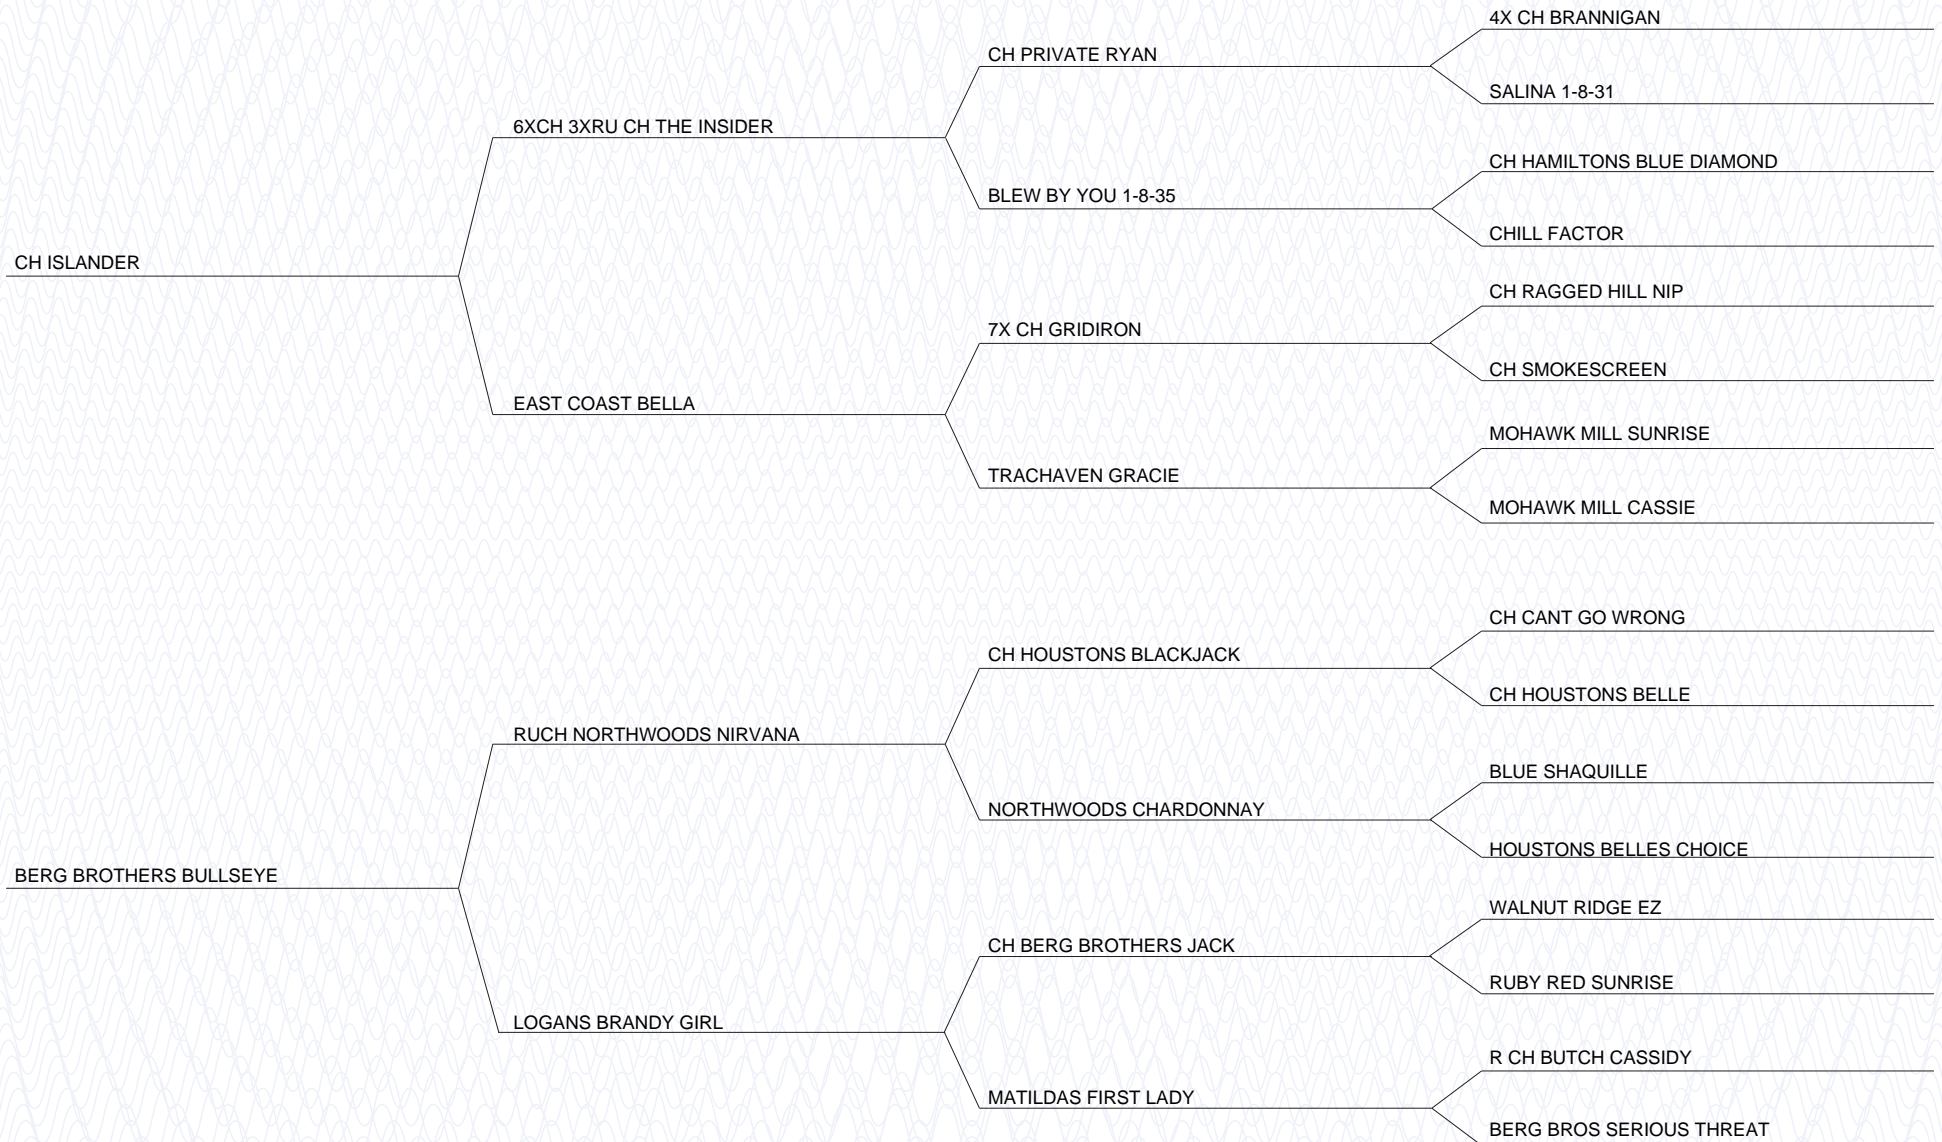 4X CH BRANNIGAN
CH PRIVATE RYAN
SALINA 1-8-31
6XCH 3XRU CH THE INSIDER
CH HAMILTONS BLUE DIAMOND
BLEW BY YOU 1-8-35
CHILL FACTOR
CH ISLANDER
CH RAGGED HILL NIP
7X CH GRIDIRON
CH SMOKESCREEN
EAST COAST BELLA
MOHAWK MILL SUNRISE
TRACHAVEN GRACIE
MOHAWK MILL CASSIE
CH CANT GO WRONG
CH HOUSTONS BLACKJACK
CH HOUSTONS BELLE
RUCH NORTHWOODS NIRVANA
BLUE SHAQUILLE
NORTHWOODS CHARDONNAY
HOUSTONS BELLES CHOICE
BERG BROTHERS BULLSEYE
WALNUT RIDGE EZ
CH BERG BROTHERS JACK
RUBY RED SUNRISE
LOGANS BRANDY GIRL
R CH BUTCH CASSIDY
MATILDAS FIRST LADY
BERG BROS SERIOUS THREAT